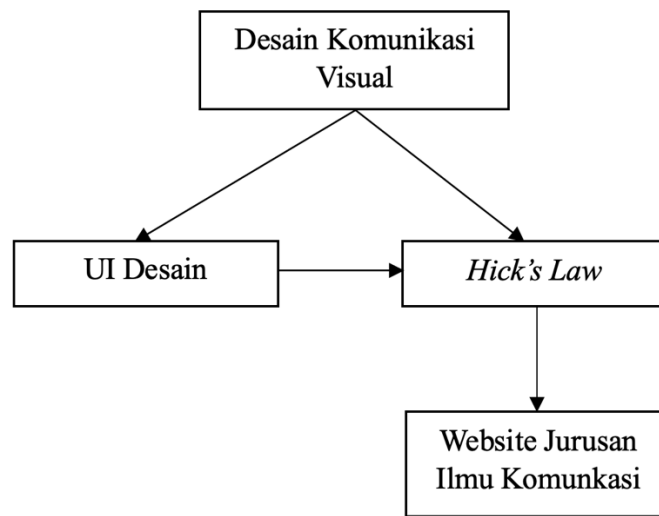 Desain Komunikasi
Visual
UI Desain
Hick's Law
Website Jurusan
Ilmu Komunkasi